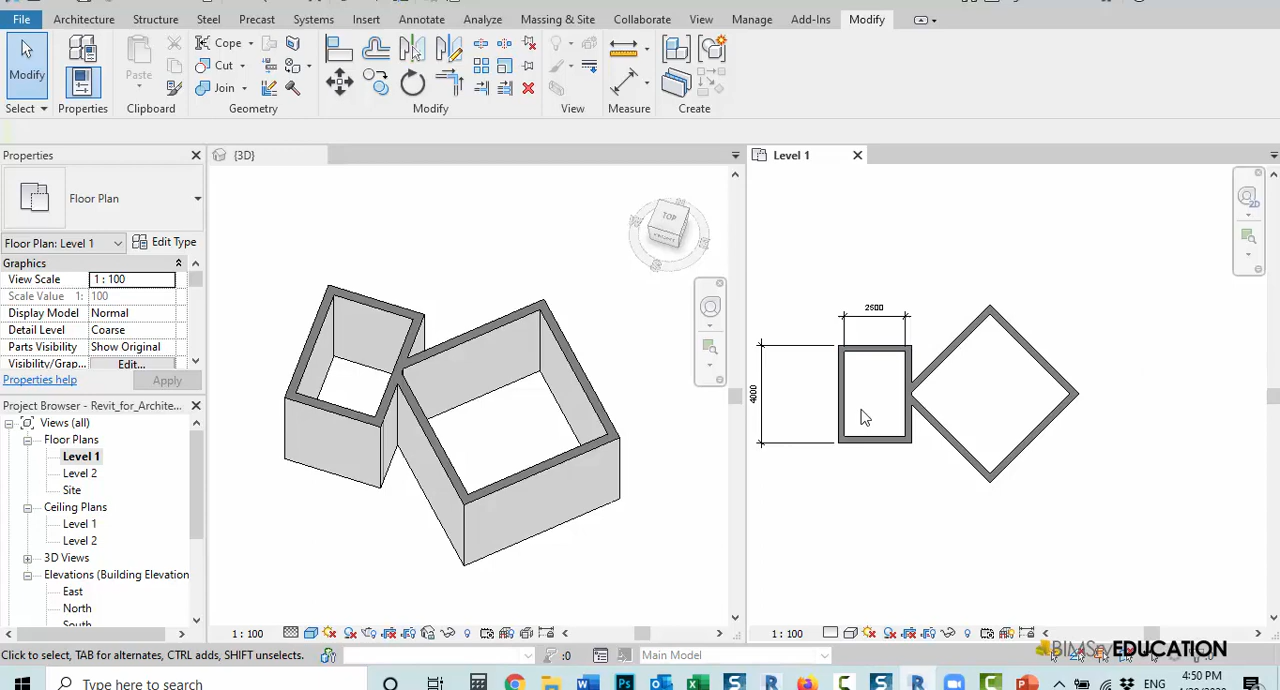 File Architecture Structure Steel Precast Systems Insert Annotate Analyze Massing & Site Collaborate View Manage Add-Ins Modify
Modify
Select
Properties
Paste
Clipboard
Cope
Cut
Join
Geometry
Modify
View
Measure
Create
Properties
Floor Plan
Floor Plan: Level 1 Edit Type
Graphics
View Scale 1 : 100
Scale Value 1: 100
Display Model Normal
Detail Level Coarse
Parts Visibility Show Original
Visibility/Grap... Edit...
Properties help Apply
Project Browser - Revit_for_Archite...
Views (all)
Floor Plans
Level 1
Level 2
Site
Ceiling Plans
Level 1
Level 2
3D Views
Elevations (Building Elevation
East
North
South
{3D}
TOP
1 : 100
Level 1
2D
2500
4000
1 : 100
BIMSay EDUCATION
Click to select, TAB for alternates, CTRL adds, SHIFT unselects.
:0
Main Model
Type here to search
4:50 PM